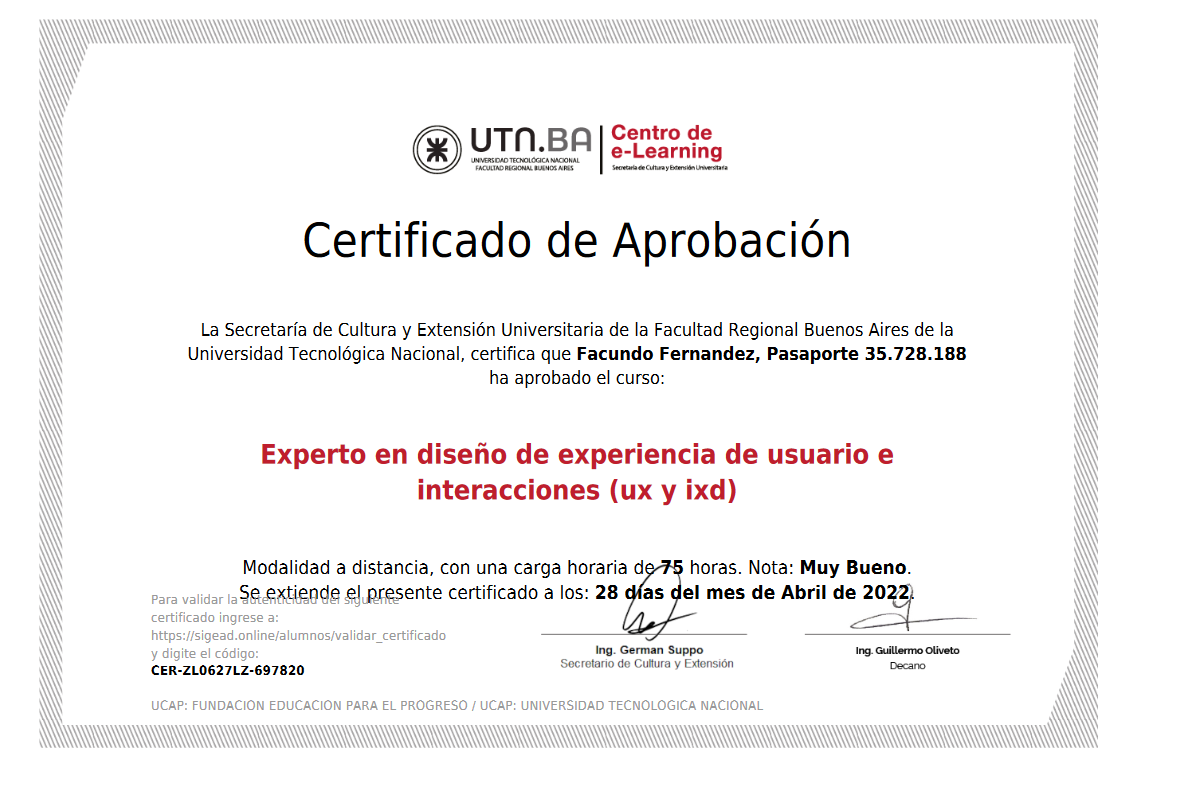 UTN.BA
UNIVERSIDAD TECNOLÓGICA NACIONAL
FACULTAD REGIONAL BUENOS AIRES
Centro de
e-Learning
Secretaría de Cultura y Extensión Universitaria
Certificado de Aprobación
La Secretaría de Cultura y Extensión Universitaria de la Facultad Regional Buenos Aires de la
Universidad Tecnológica Nacional, certifica que Facundo Fernandez, Pasaporte 35.728.188
ha aprobado el curso:
Experto en diseño de experiencia de usuario e
interacciones (ux y ixd)
Modalidad a distancia, con una carga horaria de 75 horas. Nota: Muy Bueno.
Se extiende el presente certificado a los: 28 días del mes de Abril de 2022.
Para validar la autenticidad del siguiente
certificado ingrese a:
https://sigead.online/alumnos/validar_certificado
y digite el código:
CER-ZL0627LZ-697820
Ing. German Suppo
Secretario de Cultura y Extensión
Ing. Guillermo Oliveto
Decano
UCAP: FUNDACION EDUCACION PARA EL PROGRESO / UCAP: UNIVERSIDAD TECNOLOGICA NACIONAL